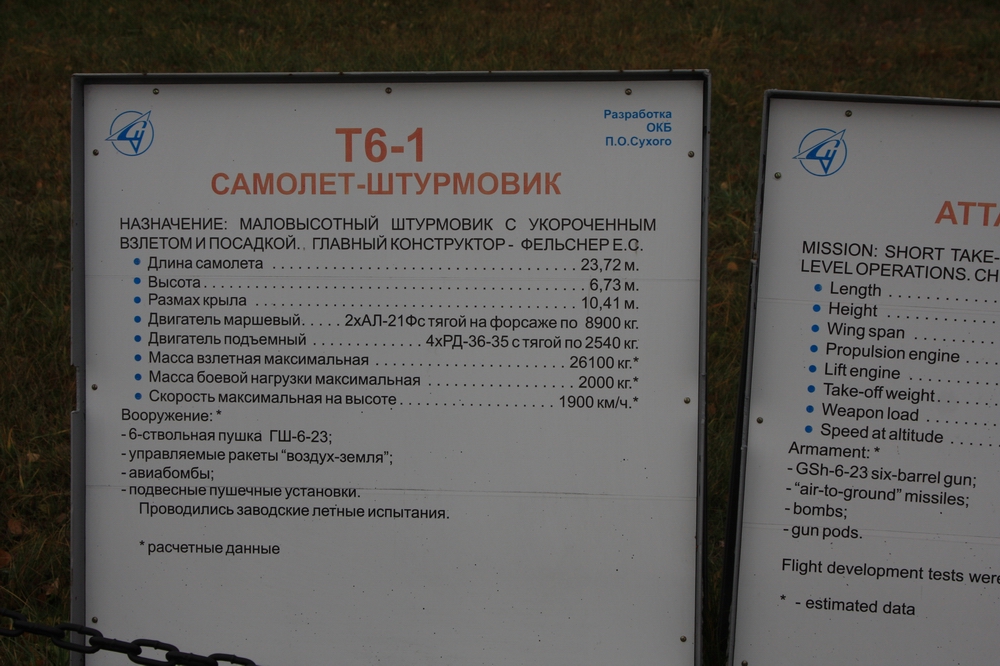 Разработка
ОКБ
П.О.Сухого
Т6-1
САМОЛЕТ-ШТУРМОВИК
НАЗНАЧЕНИЕ: МАЛОВЫСОТНЫЙ ШТУРМОВИК С УКОРОЧЕННЫМ
ВЗЛЕТОМ И ПОСАДКОЙ. ГЛАВНЫЙ КОНСТРУКТОР - ФЕЛЬСНЕР Е.С.
• Длина самолета ........................................ 23,72 м.
• Высота ................................................ 6,73 м.
• Размах крыла .......................................... 10,41 м.
• Двигатель маршевый..... 2хАЛ-21Фс тягой на форсаже по 8900 кг.
• Двигатель подъемный ............ 4хРД-36-35 с тягой по 2540 кг.
• Масса взлетная максимальная ...................... 26100 кг.*
• Масса боевой нагрузки максимальная ................ 2000 кг.*
• Скорость максимальная на высоте .................. 1900 км/ч.*
Вооружение: *
- 6-ствольная пушка ГШ-6-23;
- управляемые ракеты “воздух-земля”;
- авиабомбы;
- подвесные пушечные установки.
Проводились заводские летные испытания.
* расчетные данные
ATTA
MISSION: SHORT TAKE-
LEVEL OPERATIONS. CH
• Length ...........
• Height ...........
• Wing span ........
• Propulsion engine ....
• Lift engine ..........
• Take-off weight .......
• Weapon load ........
• Speed at altitude .....
Armament: *
- GSh-6-23 six-barrel gun;
- “air-to-ground” missiles;
- bombs;
- gun pods.
Flight development tests were
* - estimated data